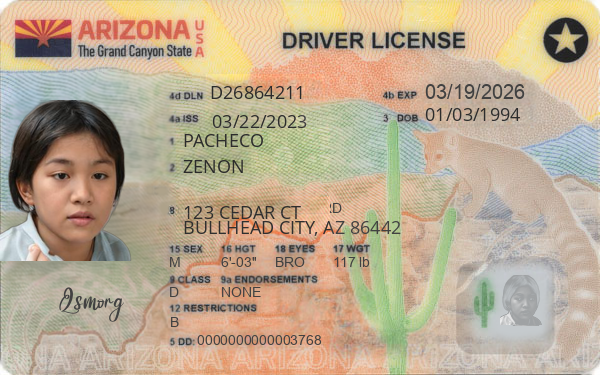 ARIZONA USA
The Grand Canyon State
DRIVER LICENSE
4d DLN D26864211
4b EXP 03/19/2026
4a ISS 03/22/2023
3 DOB 01/03/1994
1 PACHECO
2 ZENON
8 123 CEDAR CT
BULLHEAD CITY, AZ 86442
15 SEX 16 HGT 18 EYES 17 WGT
M 6'-03" BRO 117 lb
9 CLASS 9a ENDORSEMENTS
D NONE
12 RESTRICTIONS
B
5 DD: 0000000000003768
ARIZONA ARIZONA ARIZONA ARIZONA